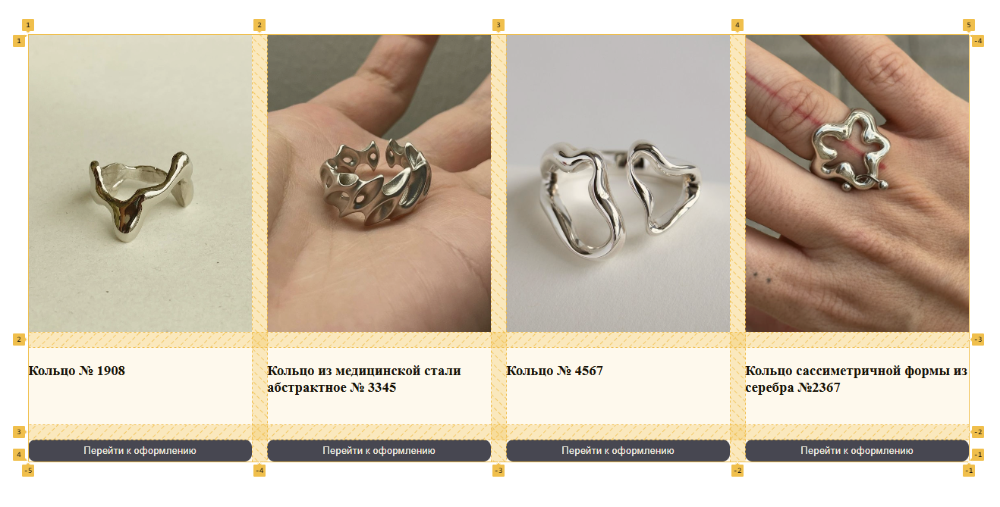 1 2 3 4 5
1 -4
2 -3
Кольцо № 1908
Кольцо из медицинской стали
абстрактное № 3345
Кольцо № 4567
Кольцо сассиметричной формы из
серебра №2367
3 -2
Перейти к оформлению
Перейти к оформлению
Перейти к оформлению
Перейти к оформлению
4 -1
-5 -4 -3 -2 -1